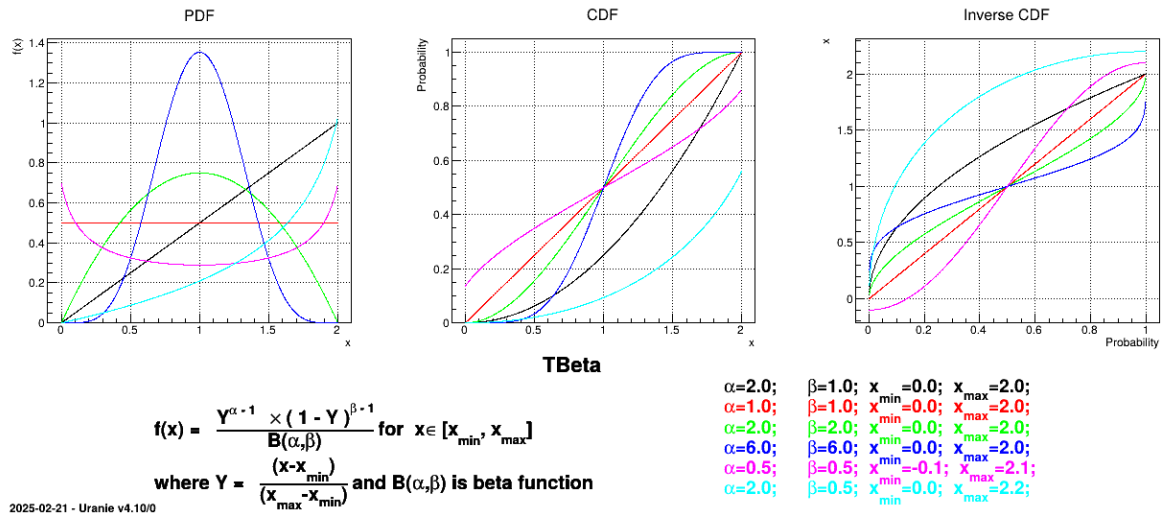 PDF
CDF
Inverse CDF
f(x)
1.4
1.2
1
0.8
0.6
0.4
0.2
0
0 0.5 1 1.5 2
x
Probability
1
0.8
0.6
0.4
0.2
0
0 0.5 1 1.5 2
x
x
2
1.5
1
0.5
0
0 0.2 0.4 0.6 0.8 1
Probability
TBeta
f(x) = Y^(α - 1) × ( 1 - Y )^(β - 1) / B(α,β) for x∈ [x_min, x_max]
where Y = (x-x_min) / (x_max-x_min) and B(α,β) is beta function
α=2.0; β=1.0; x_min=0.0; x_max=2.0;
α=1.0; β=1.0; x_min=0.0; x_max=2.0;
α=2.0; β=2.0; x_min=0.0; x_max=2.0;
α=6.0; β=6.0; x_min=0.0; x_max=2.0;
α=0.5; β=0.5; x_min=-0.1; x_max=2.1;
α=2.0; β=0.5; x_min=0.0; x_max=2.2;
2025-02-21 - Uranie v4.10/0